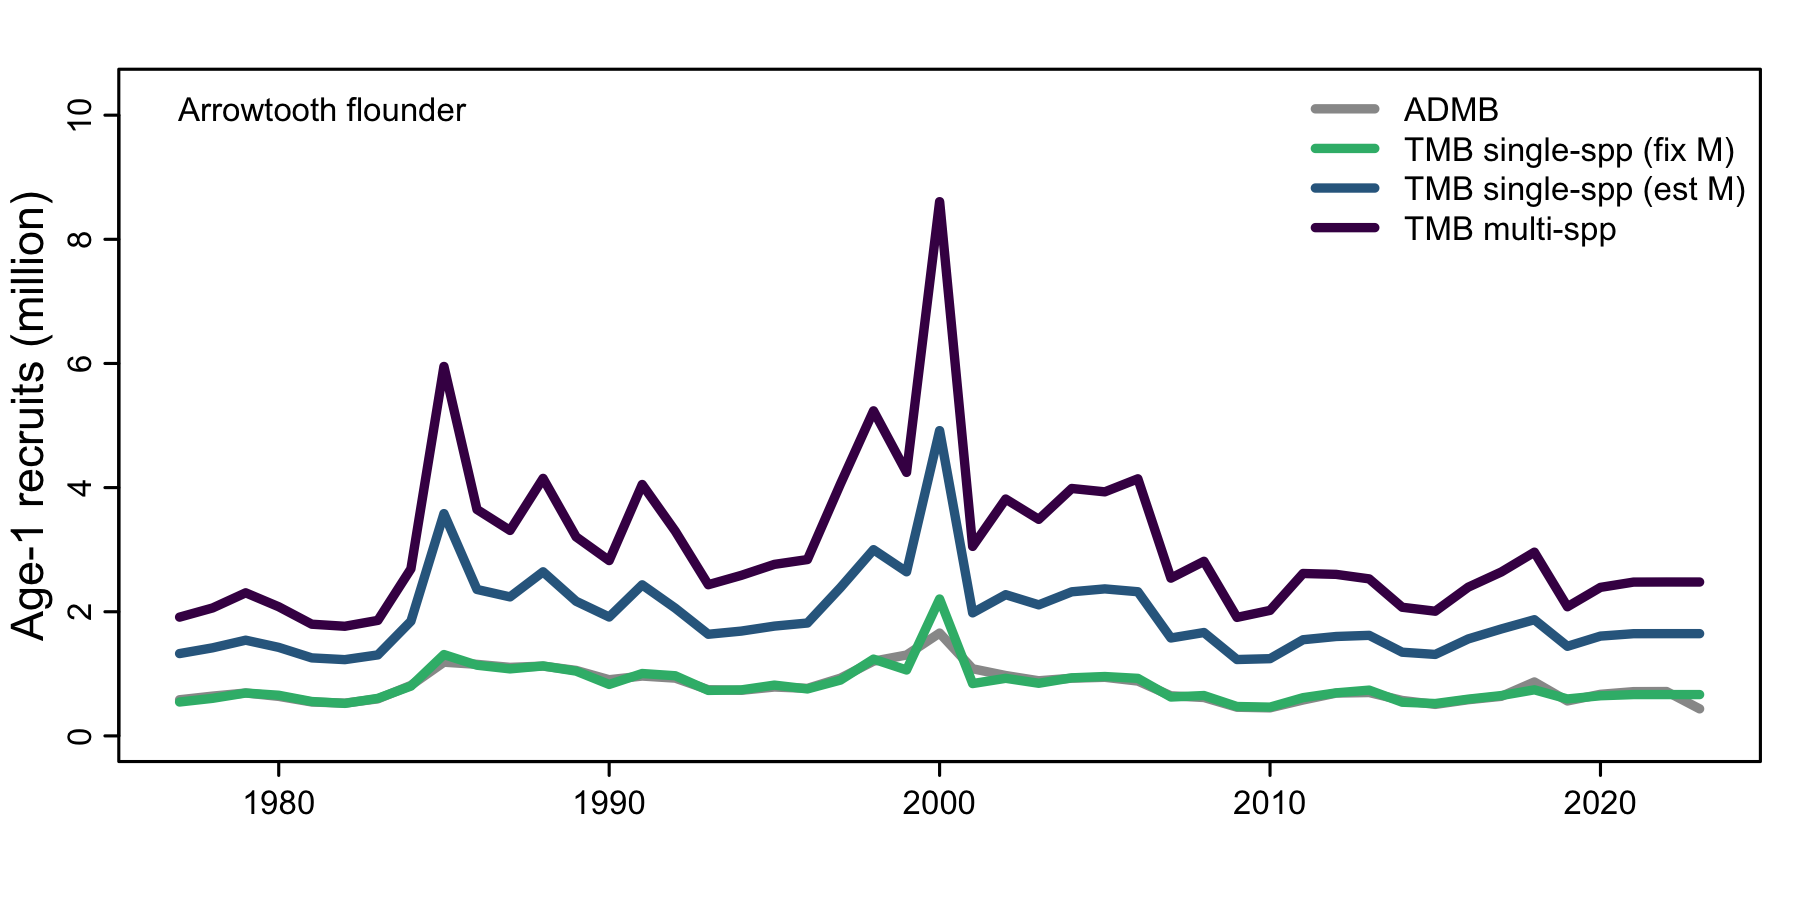 Arrowtooth flounder
ADMB
TMB single-spp (fix M)
TMB single-spp (est M)
TMB multi-spp
Age-1 recruits (million)
10
8
6
4
2
0
1980 1990 2000 2010 2020